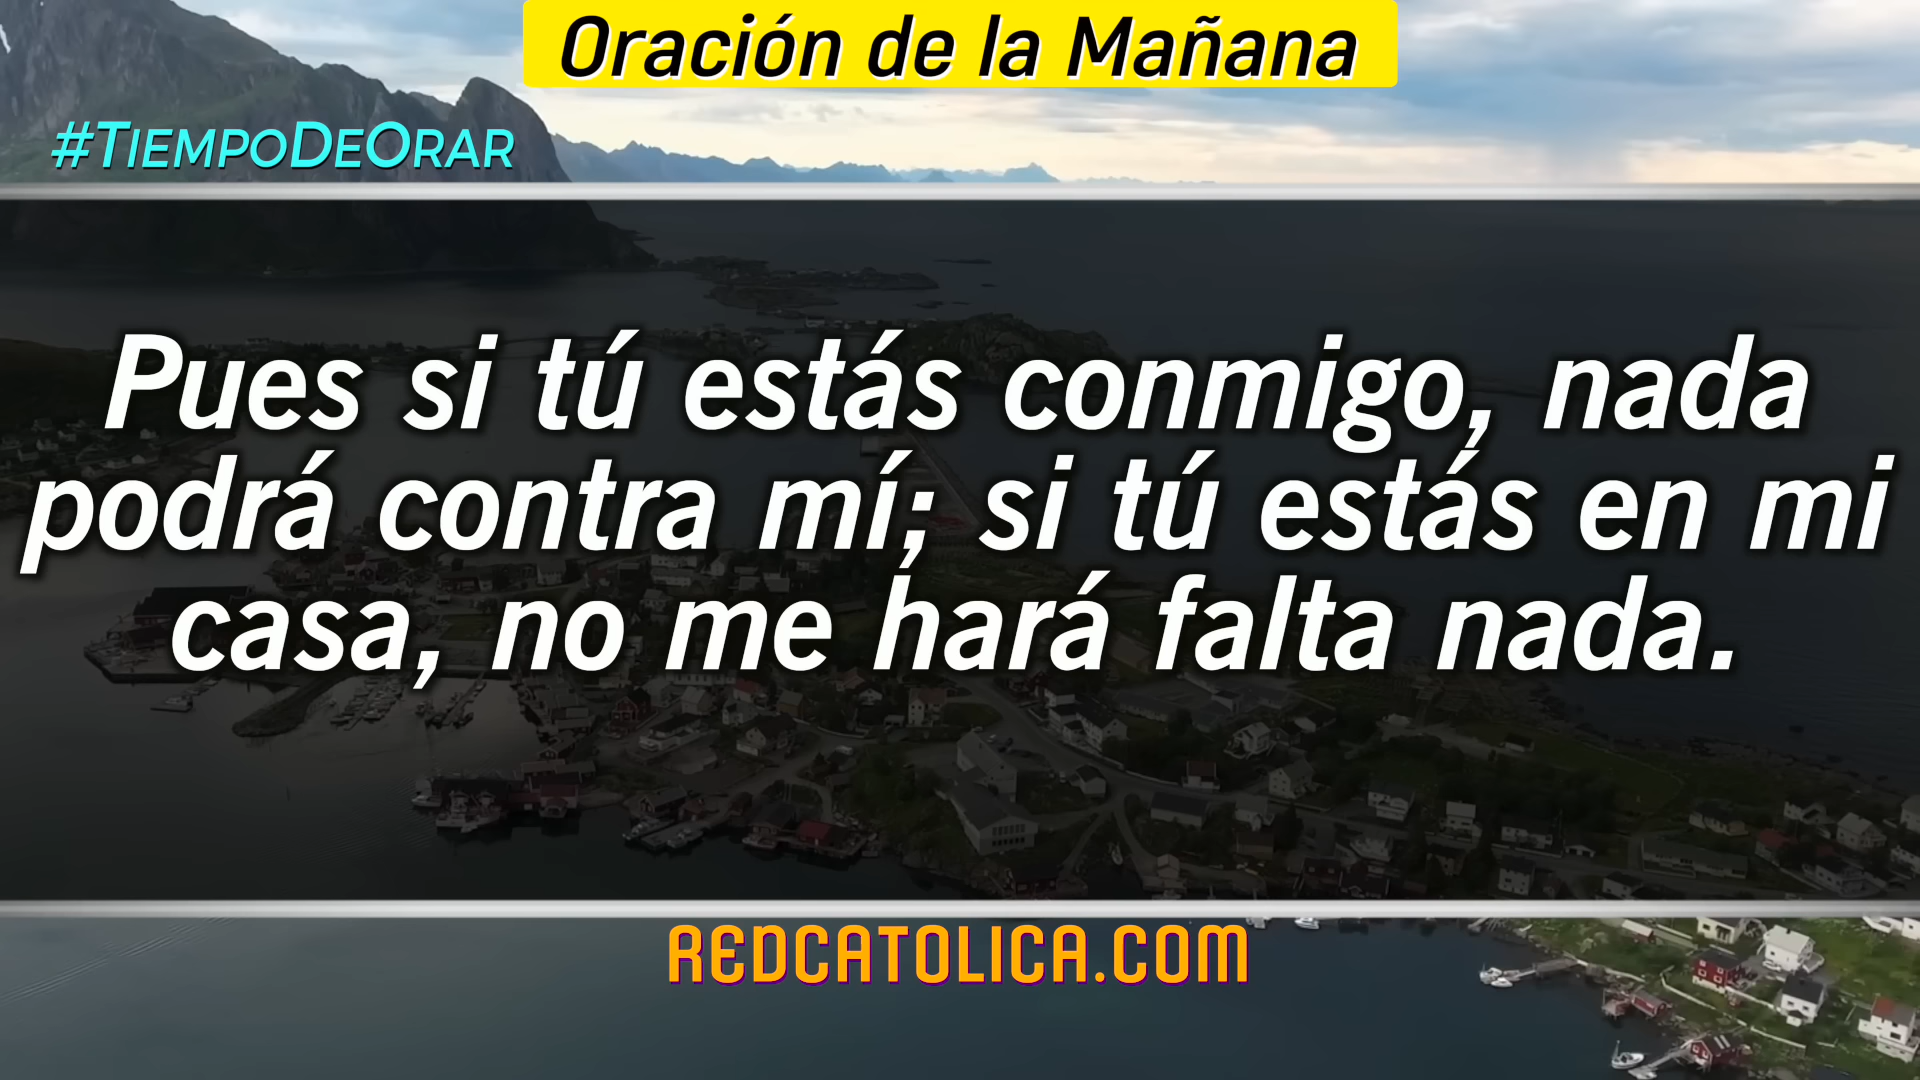 Oración de la Mañana
#TiempoDeOrar
Pues si tú estás conmigo, nada
podrá contra mí; si tú estás en mi
casa, no me hará falta nada.
REDCATOLICA.COM